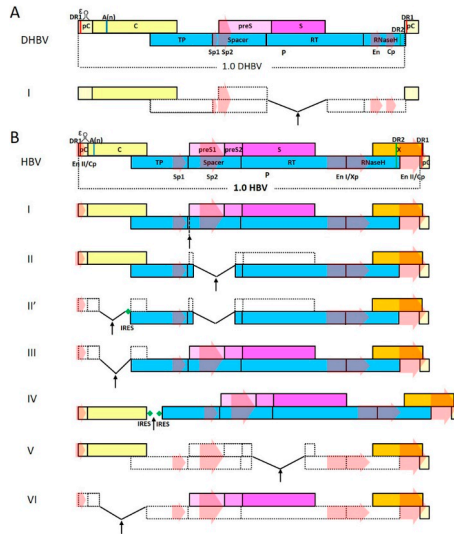 A
DR1 ε A(n) DR1
pC C preS S pC
DHBV DR2
TP Spacer RT RNaseH
Sp1 Sp2 P En Cp
1.0 DHBV
I
B
DR1 ε A(n) DR2 DR1
HBV pC C preS1 preS2 S X
TP Spacer RT RNaseH pC
En II/Cp Sp1 Sp2 P En I/Xp En II/Cp
1.0 HBV
I
II
II'
IRES
III
IV
IRES IRES
V
VI